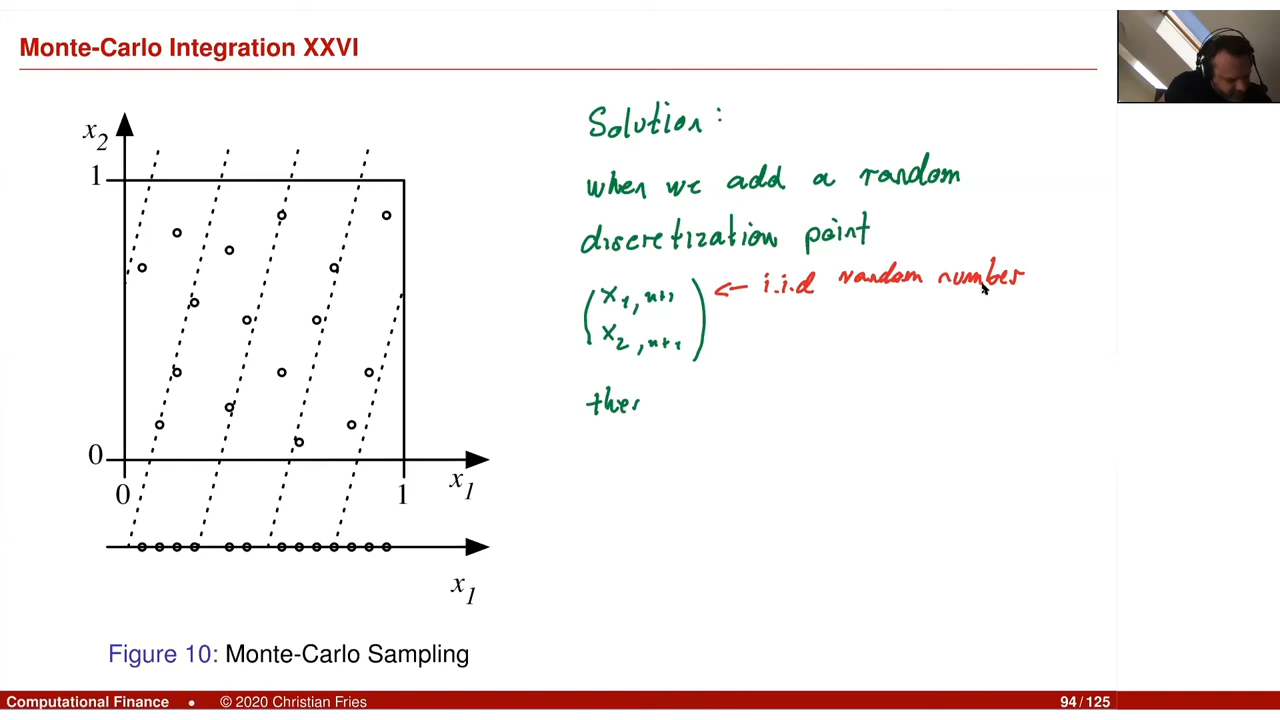 Monte-Carlo Integration XXVI
x2
1
0
0
1
x1
x1
Figure 10: Monte-Carlo Sampling
Solution:
when we add a random
discretization point
(x1,n+1
x2,n+1) ← i.i.d random number
then
Computational Finance • © 2020 Christian Fries 94/125